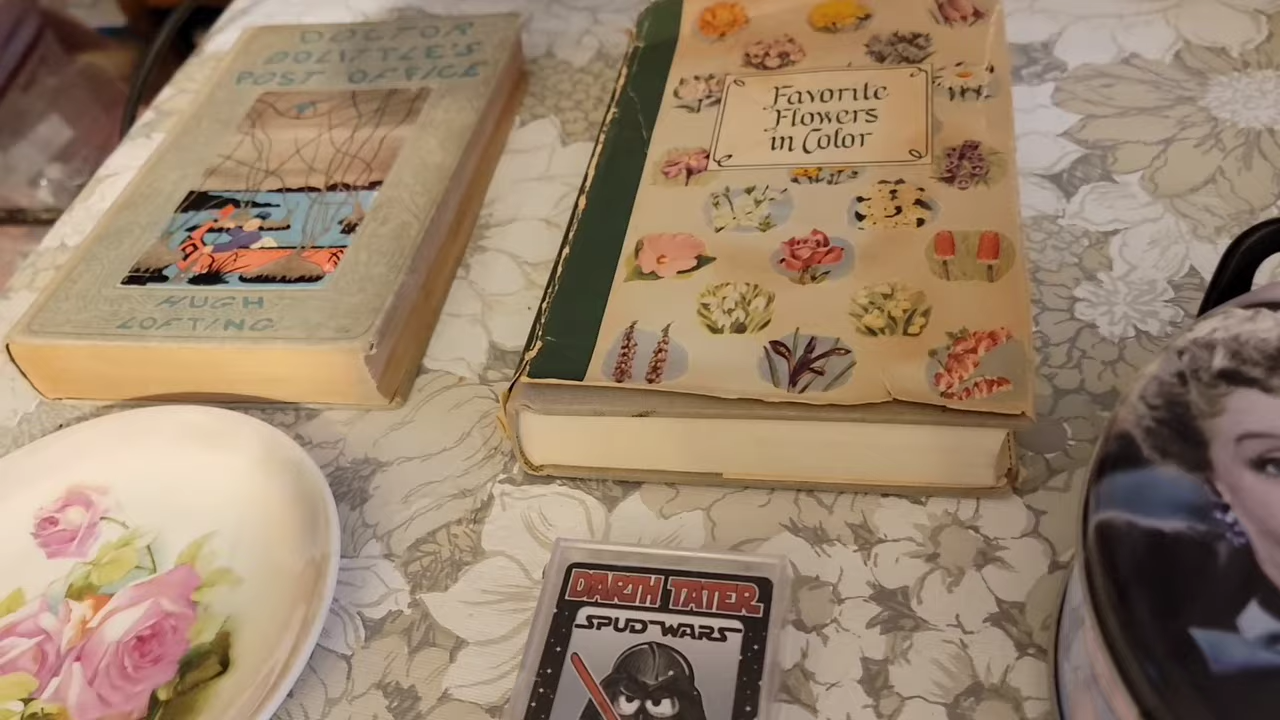 DOCTOR
DOLITTLE'S
POST OFFICE
HUGH
LOFTING
Favorite
Flowers
in Color
DARTH TATER
SPUD WARS